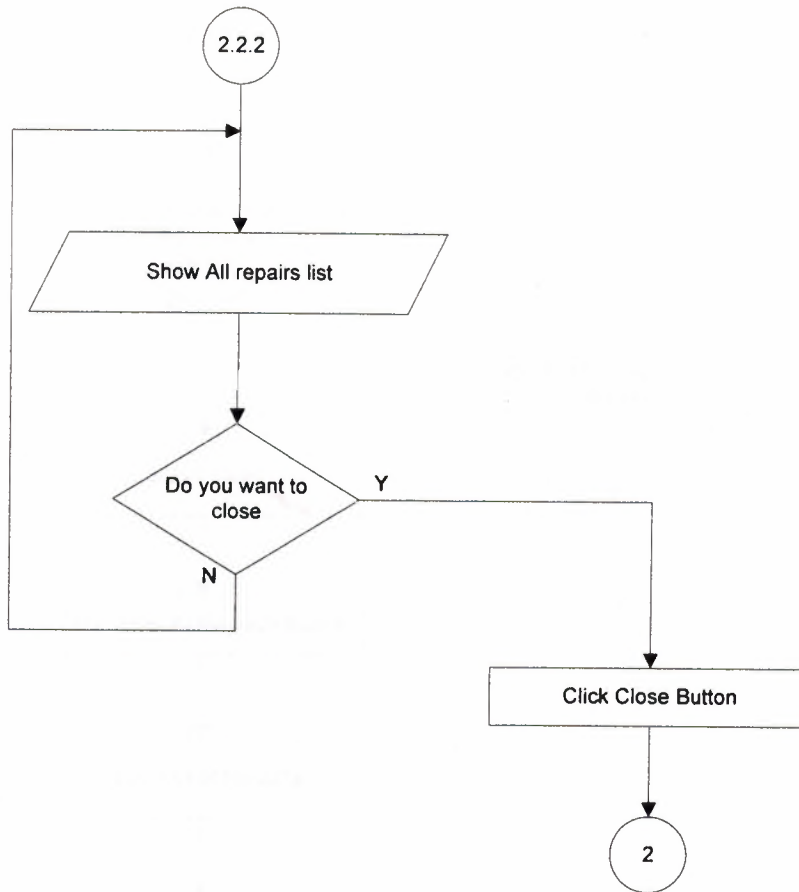 2.2.2
Show All repairs list
Do you want to
close
Y
N
Click Close Button
2